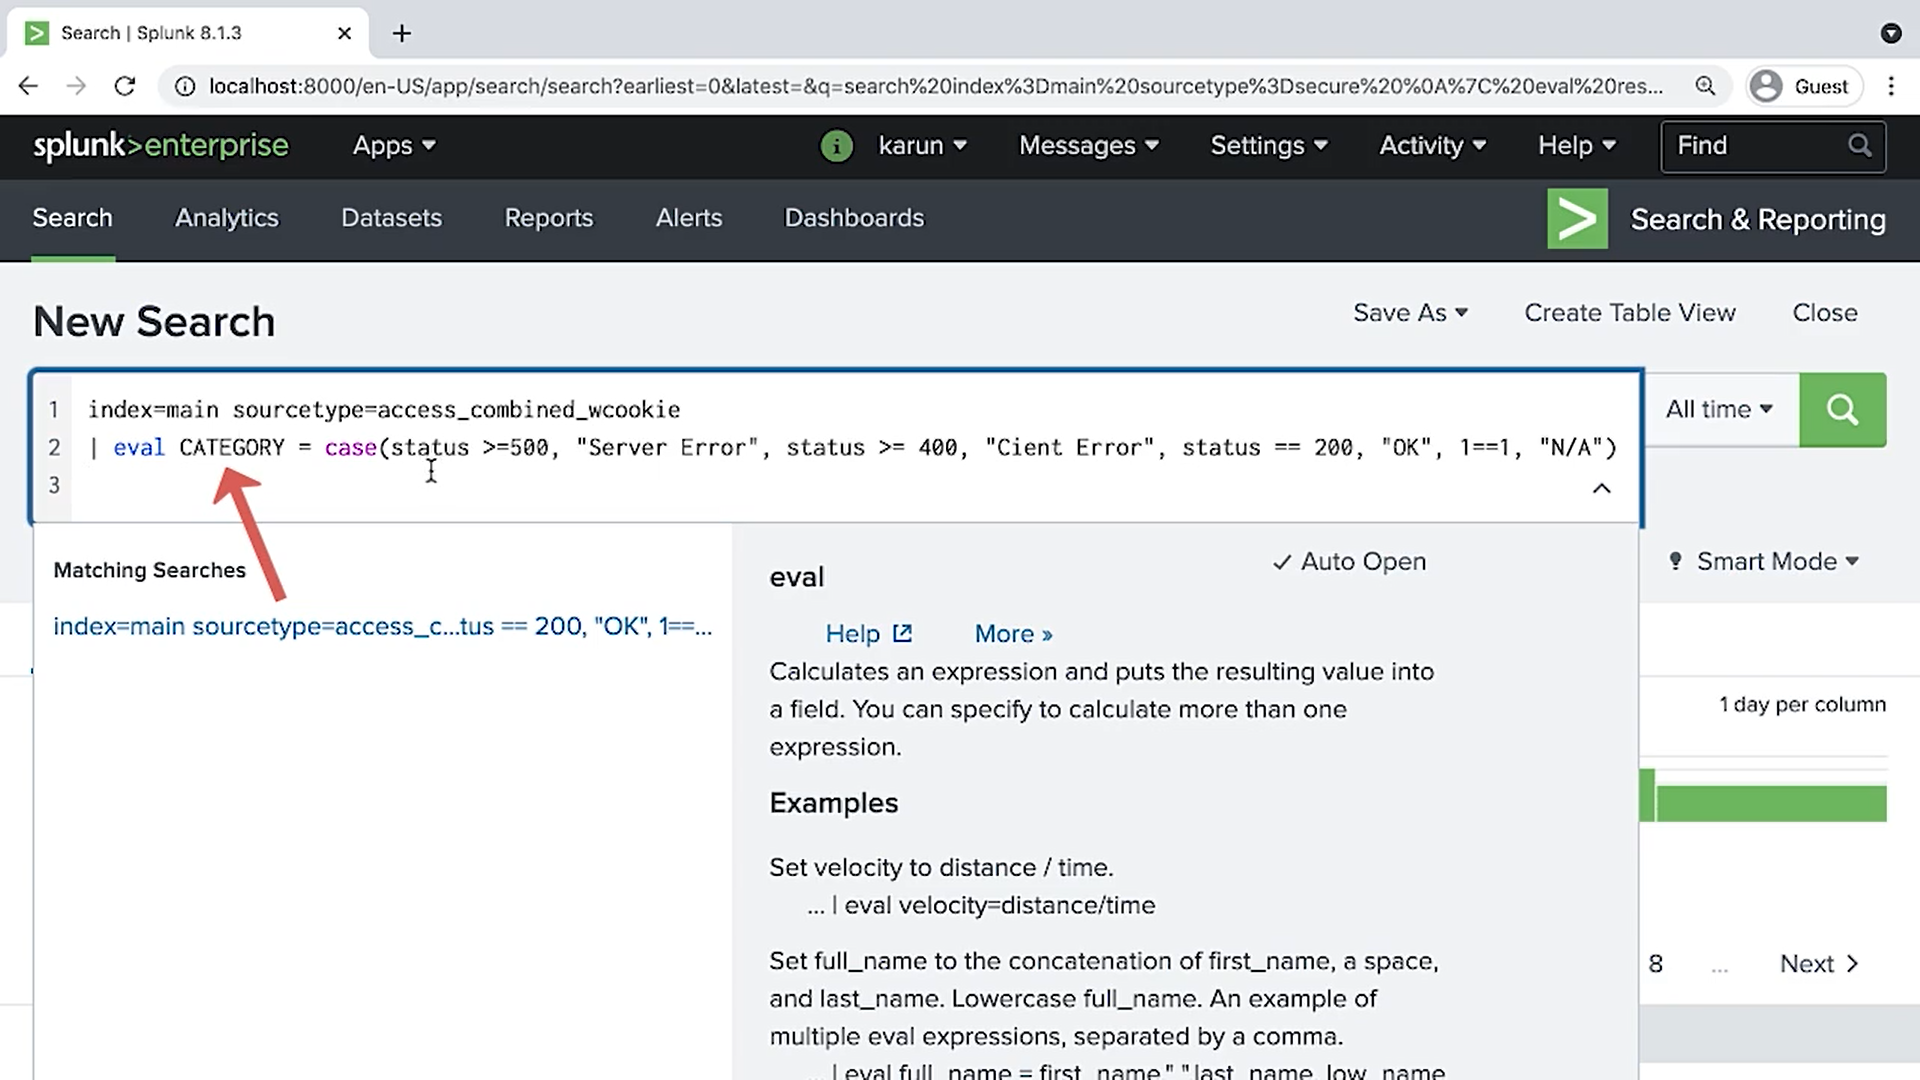 Search | Splunk 8.1.3
localhost:8000/en-US/app/search/search?earliest=0&latest=&q=search%20index%3Dmain%20sourcetype%3Dsecure%20%0A%7C%20eval%20res...
Guest
splunk>enterprise
Apps
i
karun
Messages
Settings
Activity
Help
Find
Search
Analytics
Datasets
Reports
Alerts
Dashboards
Search & Reporting
New Search
Save As
Create Table View
Close
1 index=main sourcetype=access_combined_wcookie
2 | eval CATEGORY = case(status >=500, "Server Error", status >= 400, "Cient Error", status == 200, "OK", 1==1, "N/A")
3
All time
Matching Searches
index=main sourcetype=access_c...tus == 200, "OK", 1==...
eval
Auto Open
Smart Mode
Help
More »
Calculates an expression and puts the resulting value into
a field. You can specify to calculate more than one
expression.
1 day per column
Examples
Set velocity to distance / time.
... | eval velocity=distance/time
Set full_name to the concatenation of first_name, a space,
and last_name. Lowercase full_name. An example of
multiple eval expressions, separated by a comma.
... | eval full_name = first_name." ".last_name, low_name
8
...
Next